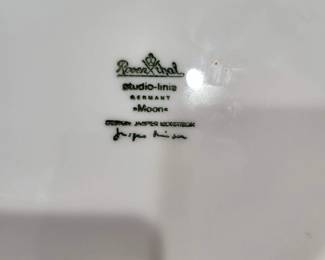 Rosenthal
studio-linie
GERMANY
»Moon«
DESIGN: JASPER MORRISON